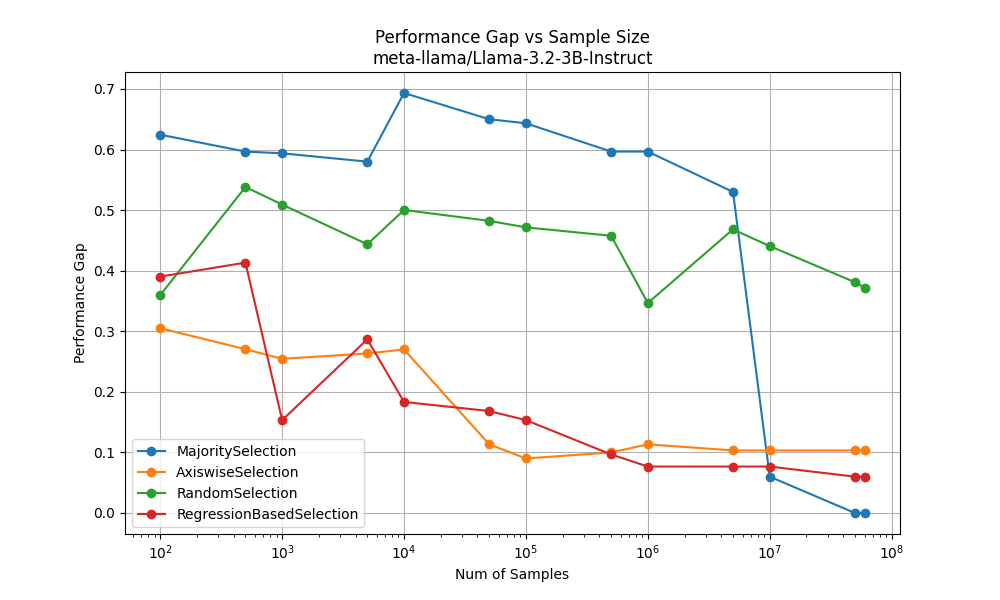 Performance Gap vs Sample Size
meta-llama/Llama-3.2-3B-Instruct
Performance Gap
0.7
0.6
0.5
0.4
0.3
0.2
0.1
0.0
MajoritySelection
AxiswiseSelection
RandomSelection
RegressionBasedSelection
10² 10³ 10⁴ 10⁵ 10⁶ 10⁷ 10⁸
Num of Samples